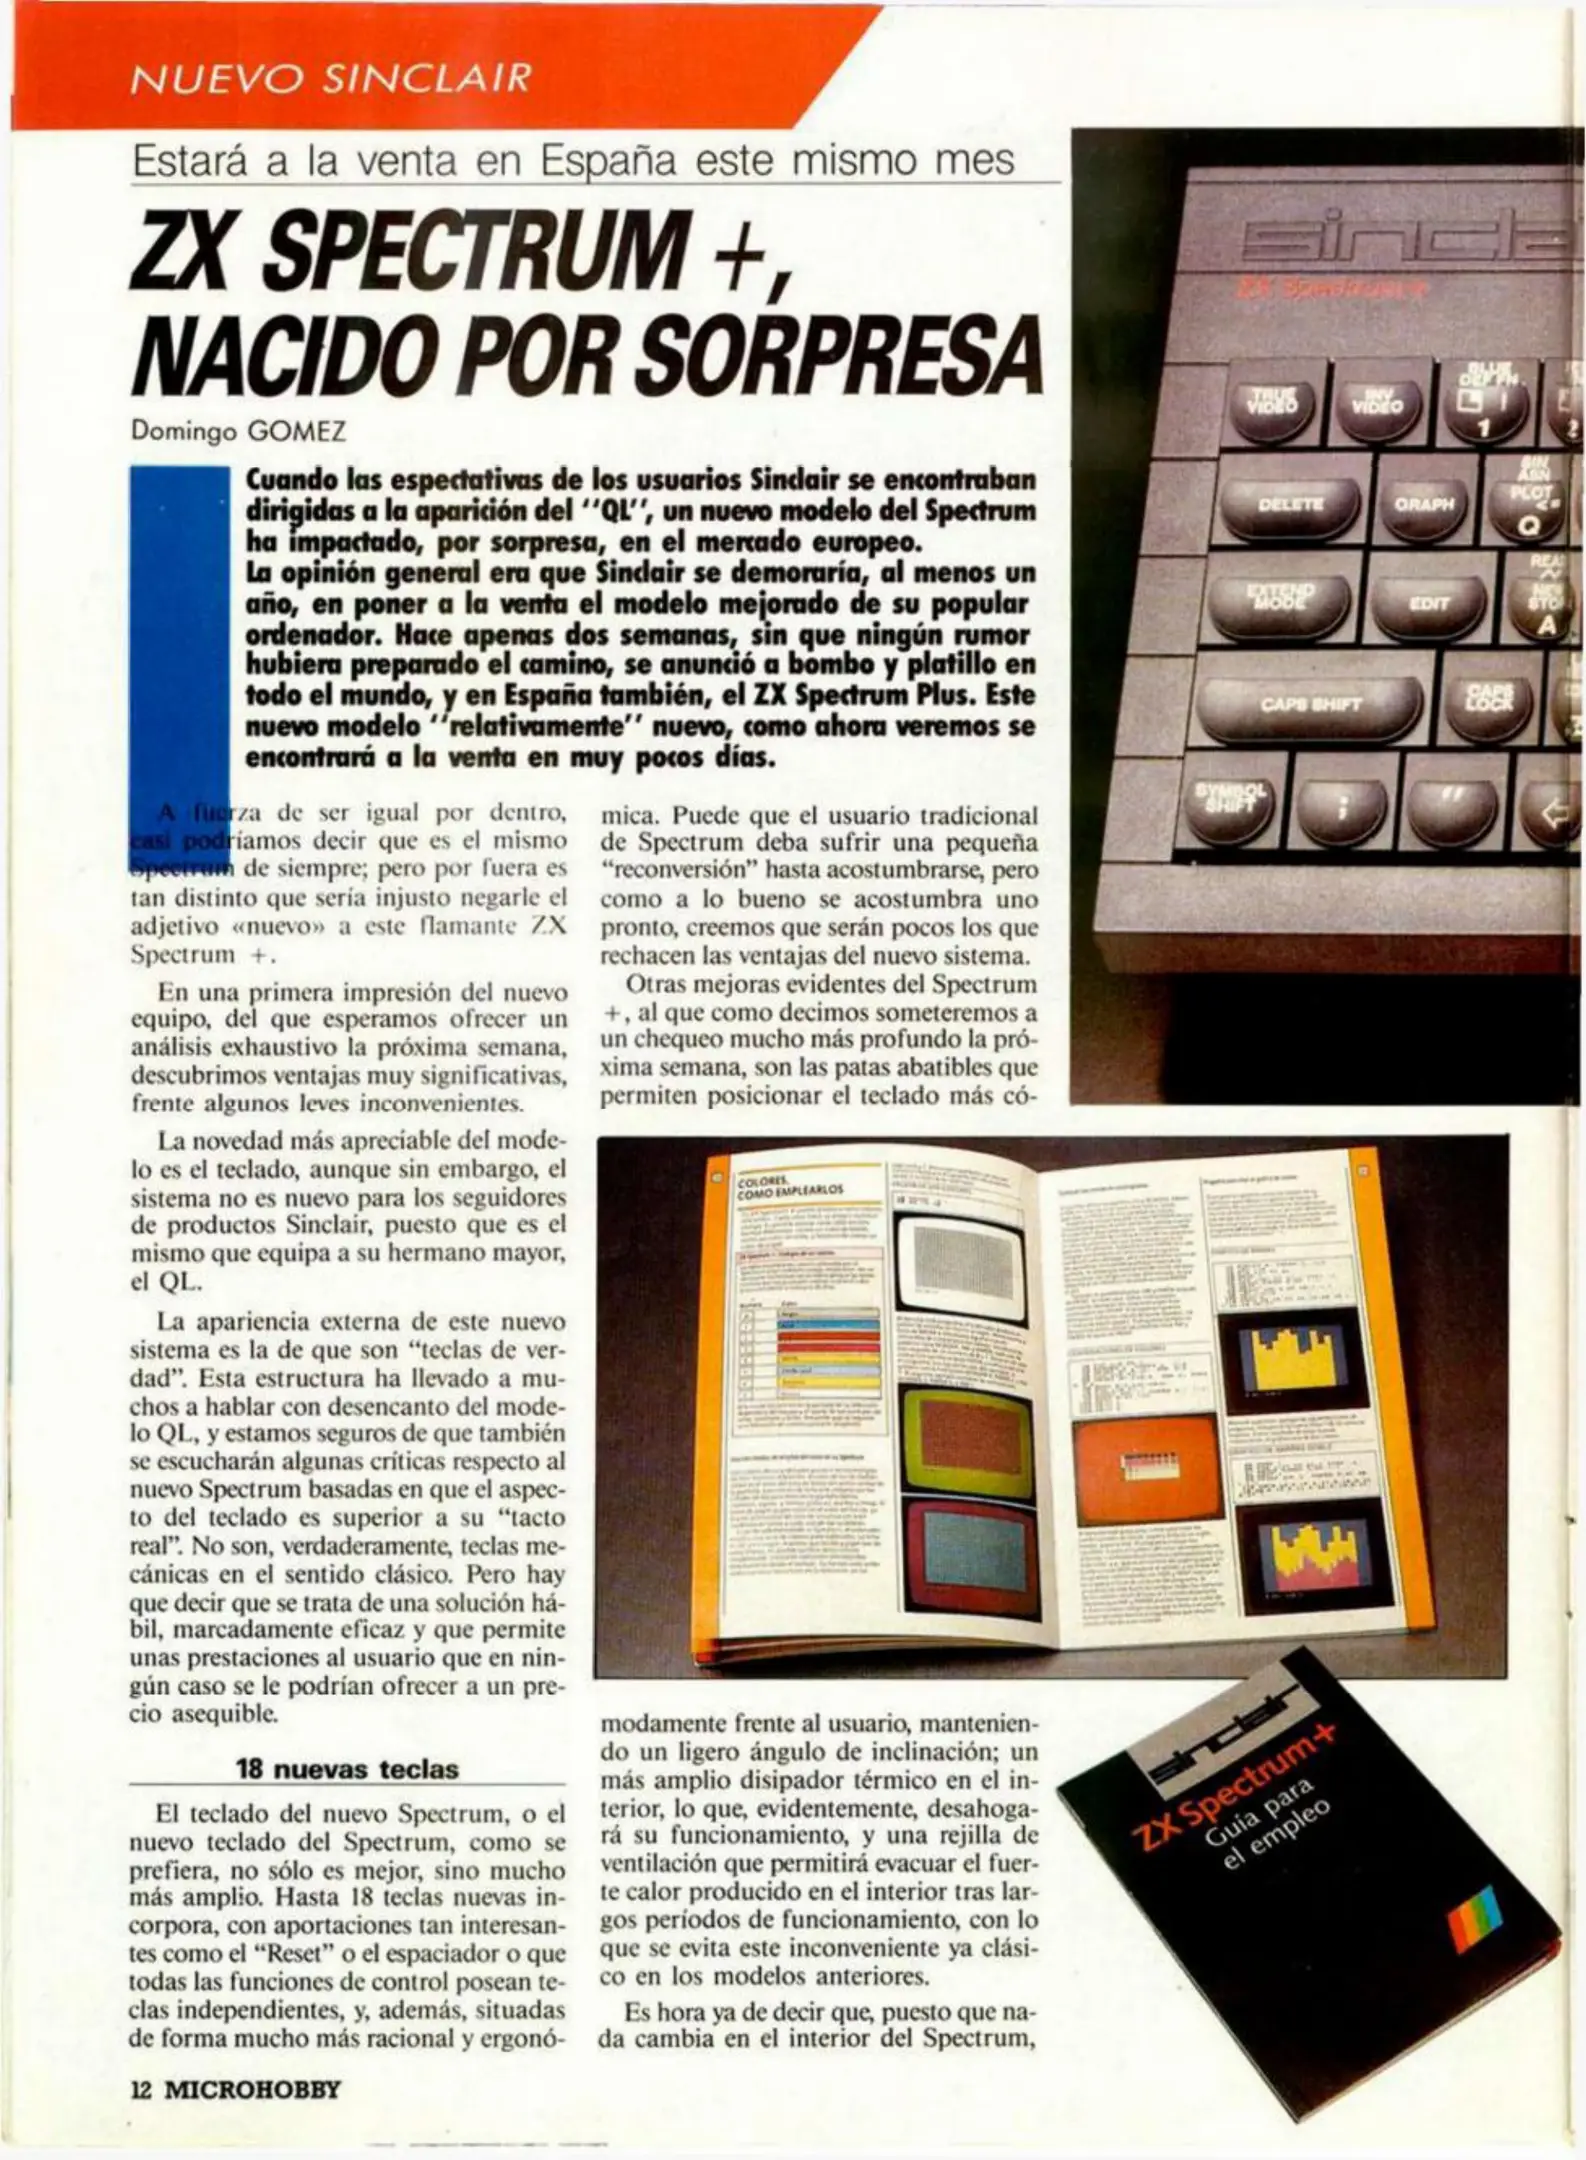 NUEVO SINCLAIR
Estará a la venta en España este mismo mes
ZX SPECTRUM +,
NACIDO POR SORPRESA
Domingo GOMEZ
Cuando las espectativas de los usuarios Sinclair se encontraban
dirigidas a la aparición del "QL", un nuevo modelo del Spectrum
ha impactado, por sorpresa, en el mercado europeo.
La opinión general era que Sinclair se demoraría, al menos un
año, en poner a la venta el modelo mejorado de su popular
ordenador. Hace apenas dos semanas, sin que ningún rumor
hubiera preparado el camino, se anunció a bombo y platillo en
todo el mundo, y en España también, el ZX Spectrum Plus. Este
nuevo modelo "relativamente" nuevo, como ahora veremos se
encontrará a la venta en muy pocos días.
A fuerza de ser igual por dentro,
casi podríamos decir que es el mismo
Spectrum de siempre; pero por fuera es
tan distinto que sería injusto negarle el
adjetivo «nuevo» a este flamante ZX
Spectrum +.
En una primera impresión del nuevo
equipo, del que esperamos ofrecer un
análisis exhaustivo la próxima semana,
descubrimos ventajas muy significativas,
frente algunos leves inconvenientes.
La novedad más apreciable del mode-
lo es el teclado, aunque sin embargo, el
sistema no es nuevo para los seguidores
de productos Sinclair, puesto que es el
mismo que equipa a su hermano mayor,
el QL.
La apariencia externa de este nuevo
sistema es la de que son "teclas de ver-
dad". Esta estructura ha llevado a mu-
chos a hablar con desencanto del mode-
lo QL, y estamos seguros de que también
se escucharán algunas críticas respecto al
nuevo Spectrum basadas en que el aspec-
to del teclado es superior a su "tacto
real". No son, verdaderamente, teclas me-
cánicas en el sentido clásico. Pero hay
que decir que se trata de una solución há-
bil, marcadamente eficaz y que permite
unas prestaciones al usuario que en nin-
gún caso se le podrían ofrecer a un pre-
cio asequible.
18 nuevas teclas
El teclado del nuevo Spectrum, o el
nuevo teclado del Spectrum, como se
prefiera, no sólo es mejor, sino mucho
más amplio. Hasta 18 teclas nuevas in-
corpora, con aportaciones tan interesan-
tes como el "Reset" o el espaciador o que
todas las funciones de control posean te-
clas independientes, y, además, situadas
de forma mucho más racional y ergonó-
mica. Puede que el usuario tradicional
de Spectrum deba sufrir una pequeña
"reconversión" hasta acostumbrarse, pero
como a lo bueno se acostumbra uno
pronto, creemos que serán pocos los que
rechacen las ventajas del nuevo sistema.
Otras mejoras evidentes del Spectrum
+, al que como decimos someteremos a
un chequeo mucho más profundo la pró-
xima semana, son las patas abatibles que
permiten posicionar el teclado más có-
modamente frente al usuario, mantenien-
do un ligero ángulo de inclinación; un
más amplio disipador térmico en el in-
terior, lo que, evidentemente, desahoga-
rá su funcionamiento, y una rejilla de
ventilación que permitirá evacuar el fuer-
te calor producido en el interior tras lar-
gos períodos de funcionamiento, con lo
que se evita este inconveniente ya clási-
co en los modelos anteriores.
Es hora ya de decir que, puesto que na-
da cambia en el interior del Spectrum,
sincla
ZX Spectrum+
TRUE VIDEO
INV VIDEO
BLUE
DEF FN
1
2
DELETE
GRAPH
SIN
ASN
PLOT
<=
Q
EXTEND MODE
EDIT
REA
NEW
STO
A
CAPS SHIFT
CAPS LOCK
SYMBOL SHIFT
;
"
COLORES.
COMO EMPLEARLOS
sinclair
ZX Spectrum+
Guía para
el empleo
12 MICROHOBBY